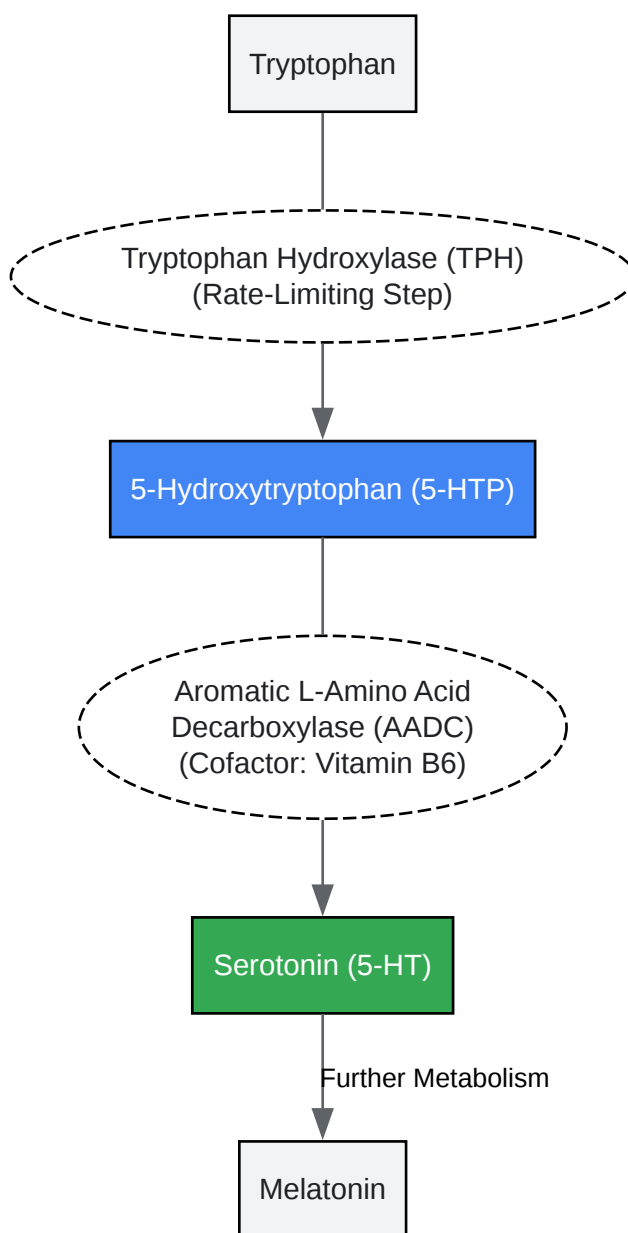 Tryptophan
Tryptophan Hydroxylase (TPH)
(Rate-Limiting Step)
5-Hydroxytryptophan (5-HTP)
Aromatic L-Amino Acid
Decarboxylase (AADC)
(Cofactor: Vitamin B6)
Serotonin (5-HT)
Further Metabolism
Melatonin